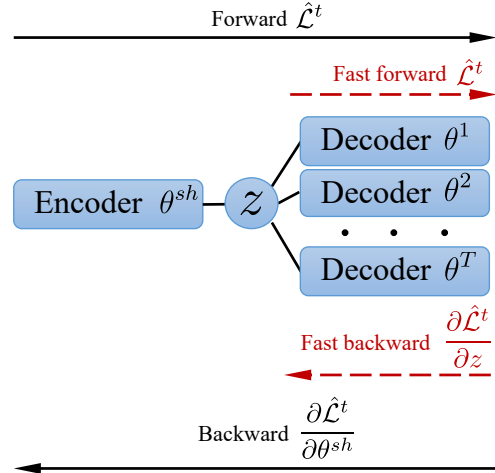 Forward $\hat{\mathcal{L}}^t$
Fast forward $\hat{\mathcal{L}}^t$
Decoder $\theta^1$
Encoder $\theta^{sh}$
$z$
Decoder $\theta^2$
· · ·
Decoder $\theta^T$
Fast backward $\frac{\partial \hat{\mathcal{L}}^t}{\partial z}$
Backward $\frac{\partial \hat{\mathcal{L}}^t}{\partial \theta^{sh}}$